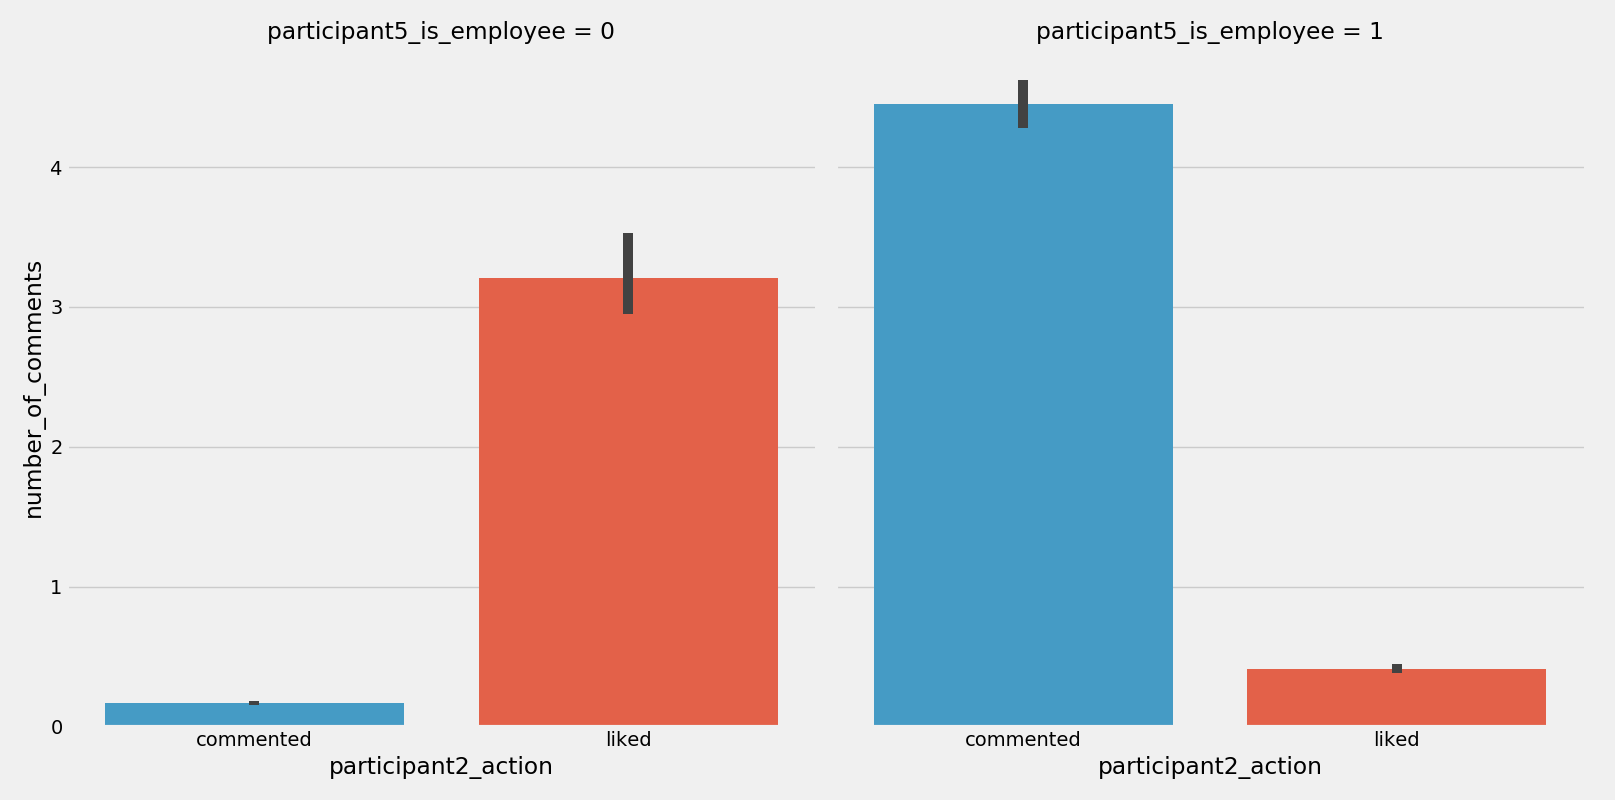 participant5_is_employee = 0
participant5_is_employee = 1
number_of_comments
4
3
2
1
0
commented
liked
commented
liked
participant2_action
participant2_action